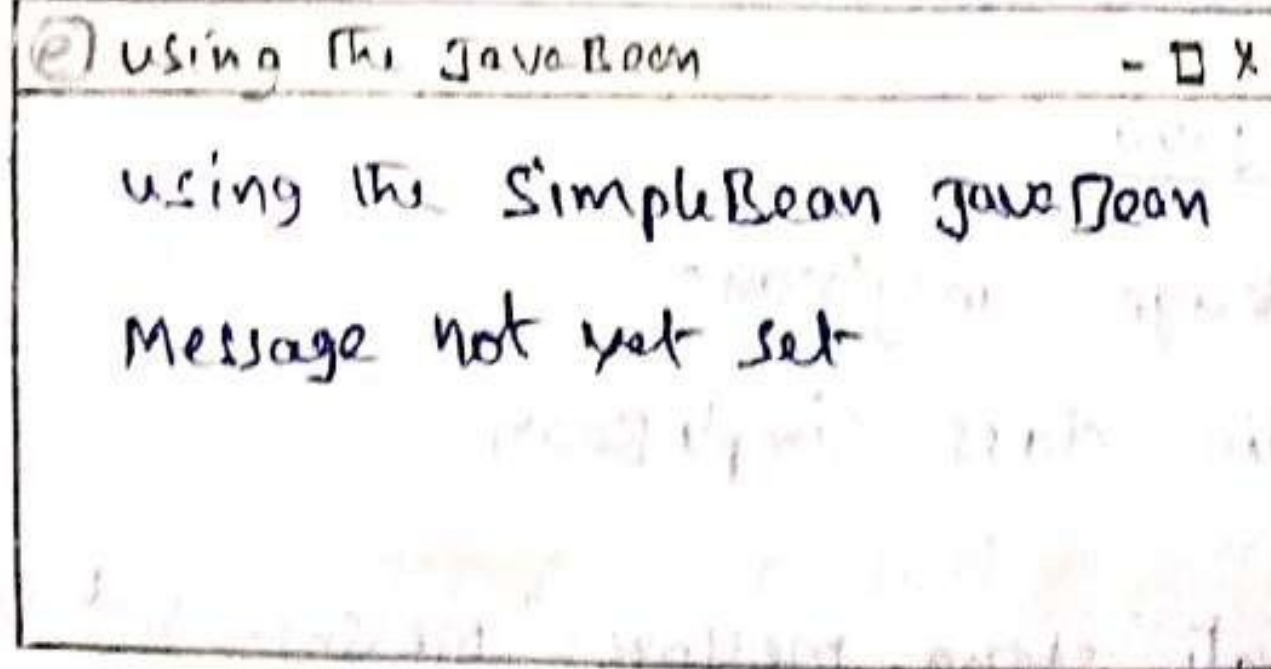 e) using The JavaBean - □ X
using the SimpleBean JavaBean
Message not yet set